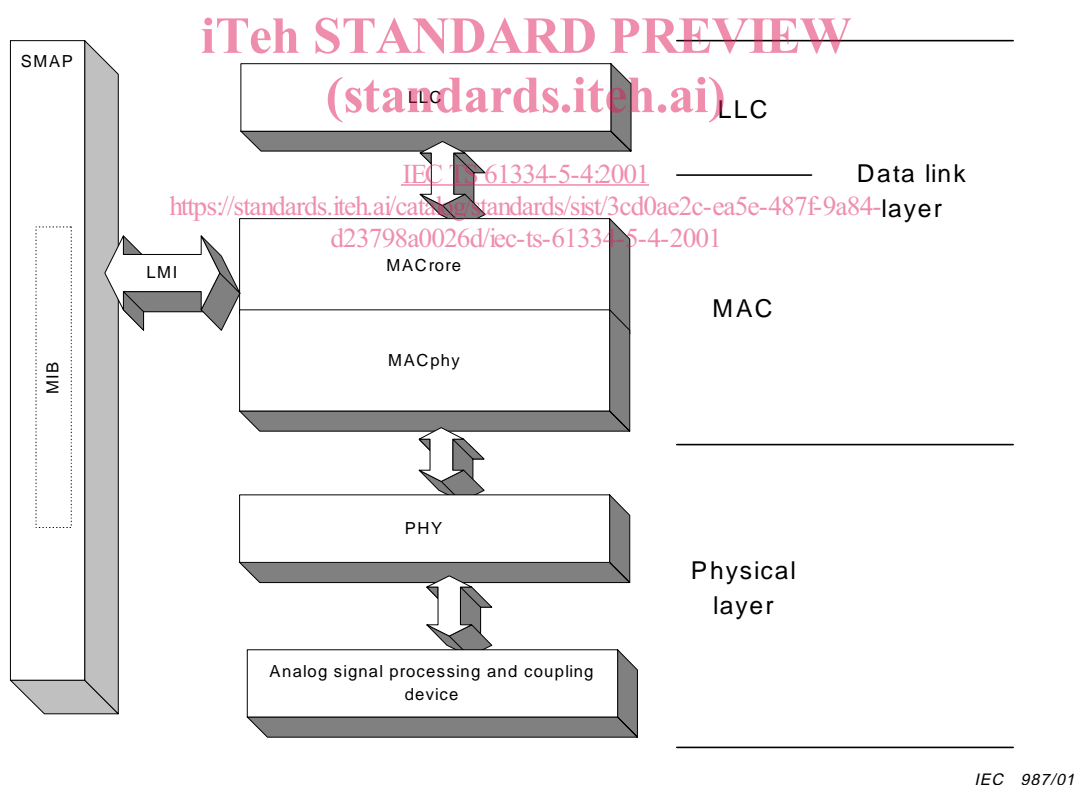 iTeh STANDARD PREVIEW
(standards.iteh.ai)
SMAP
LLC
LLC
IEC TS 61334-5-4:2001
Data link
layer
https://standards.iteh.ai/catalog/standards/sist/3cd0ae2c-ea5e-487f-9a84-
d23798a0026d/iec-ts-61334-5-4-2001
LMI
MACrore
MAC
MIB
MACphy
PHY
Physical
layer
Analog signal processing and coupling
device
IEC 987/01